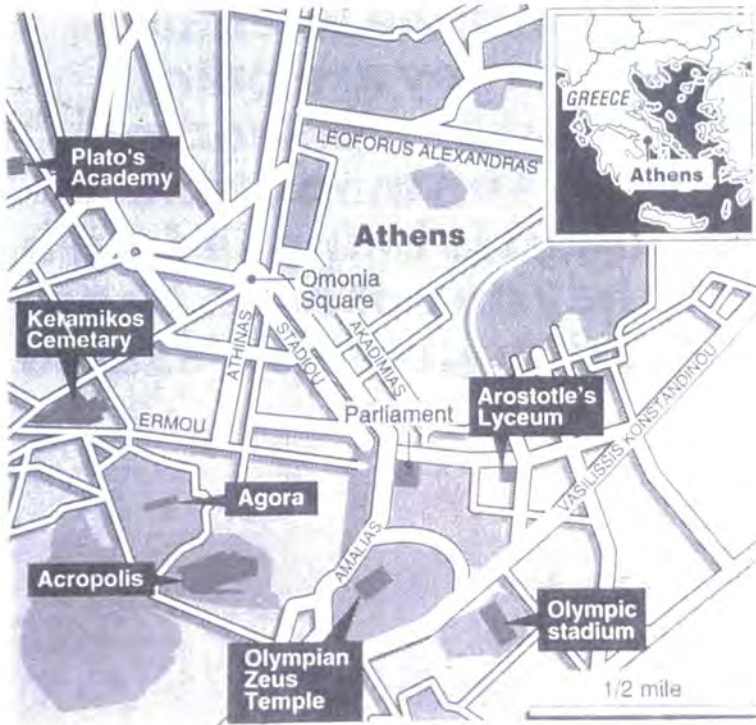 GREECE
Athens
LEOFORUS ALEXANDRAS
Plato's
Academy
Athens
Omonia
Square
Keramikos
Cemetary
ATHINAS
STADIOU
AKADIMIAS
Parliament
Arostotle's
Lyceum
VASILISSIS KONSTANDINOU
ERMOU
Agora
Acropolis
AMALIAS
Olympian
Zeus
Temple
Olympic
stadium
1/2 mile